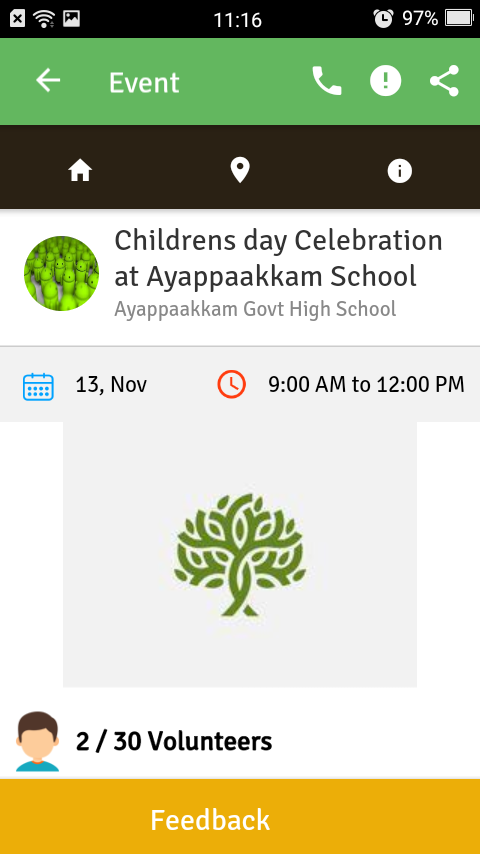 11:16
97%
Event
Childrens day Celebration
at Ayappaakkam School
Ayappaakkam Govt High School
13, Nov
9:00 AM to 12:00 PM
2 / 30 Volunteers
Feedback